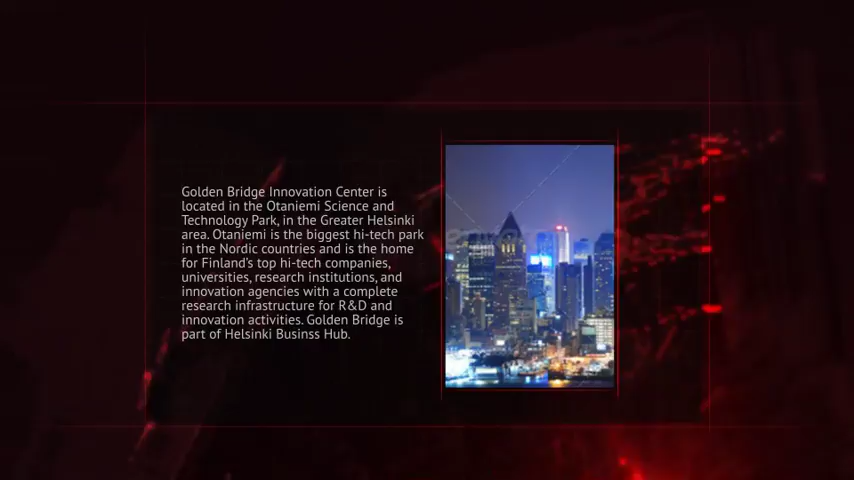 Golden Bridge Innovation Center is
located in the Otaniemi Science and
Technology Park, in the Greater Helsinki
area. Otaniemi is the biggest hi-tech park
in the Nordic countries and is the home
for Finland's top hi-tech companies,
universities, research institutions, and
innovation agencies with a complete
research infrastructure for R&D and
innovation activities. Golden Bridge is
part of Helsinki Businss Hub.